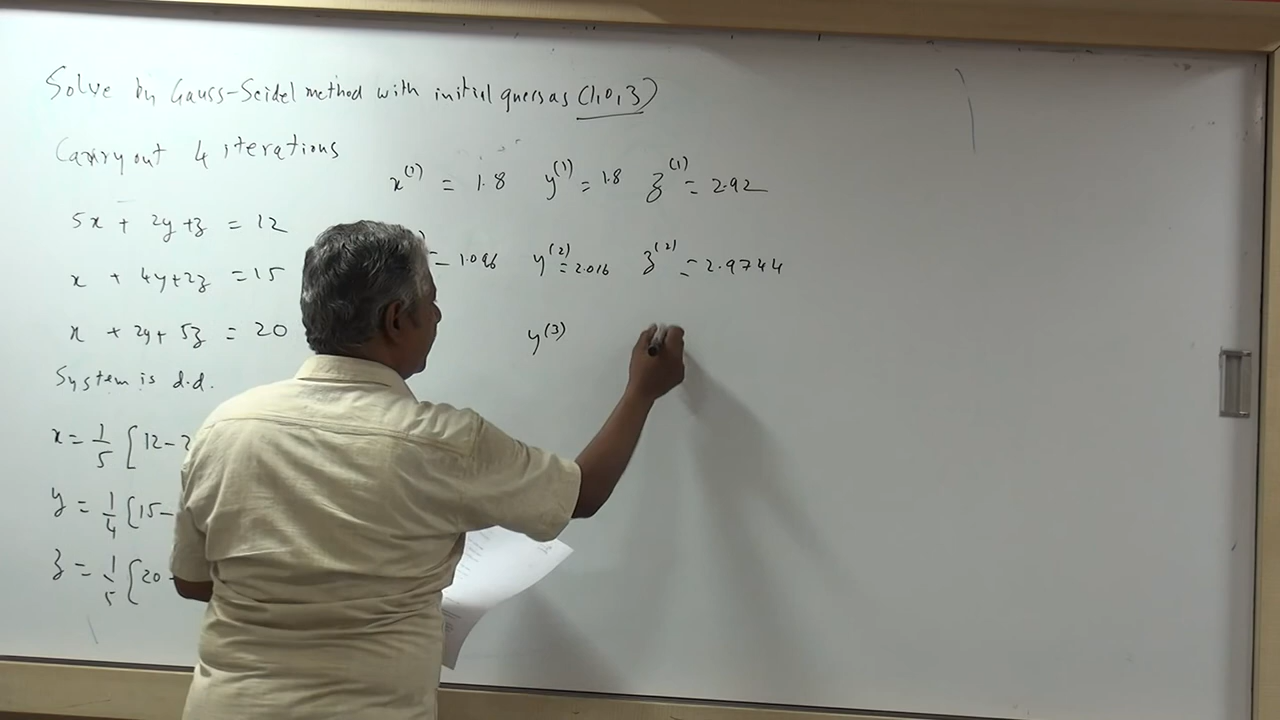 Solve by Gauss-Seidel method with initial guess as (1,0,3)
Carry out 4 iterations
x^(1) = 1.8 y^(1) = 1.8 z^(1) = 2.92
5x + 2y + z = 12
= 1.096 y^(2) = 2.016 z^(2) = 2.9744
x + 4y + 2z = 15
x + 2y + 5z = 20
y^(3)
System is d.d.
x = 1/5 [12 - 2
y = 1/4 [15 -
z = 1/5 [20 -